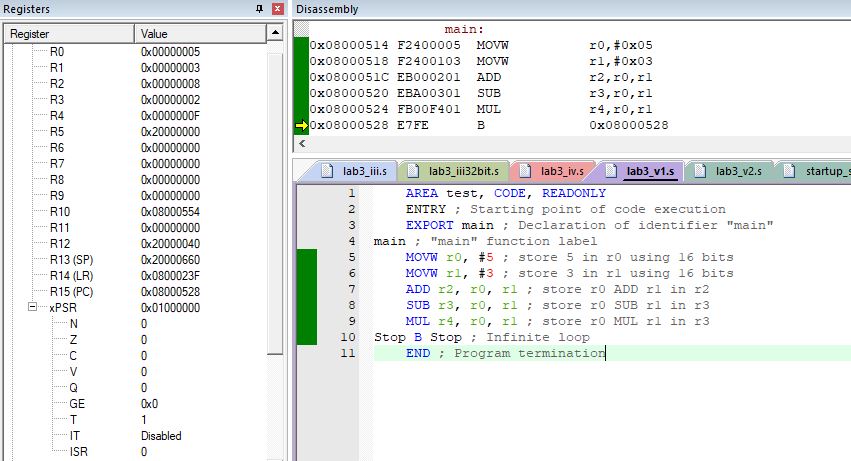 Registers
Register Value
R0 0x00000005
R1 0x00000003
R2 0x00000008
R3 0x00000002
R4 0x0000000F
R5 0x20000000
R6 0x00000000
R7 0x00000000
R8 0x00000000
R9 0x00000000
R10 0x08000554
R11 0x00000000
R12 0x20000040
R13 (SP) 0x20000660
R14 (LR) 0x0800023F
R15 (PC) 0x08000528
xPSR 0x01000000
N 0
Z 0
C 0
V 0
Q 0
GE 0x0
T 1
IT Disabled
ISR 0
Disassembly
main:
0x08000514 F2400005 MOVW r0,#0x05
0x08000518 F2400103 MOVW r1,#0x03
0x0800051C EB000201 ADD r2,r0,r1
0x08000520 EBA00301 SUB r3,r0,r1
0x08000524 FB00F401 MUL r4,r0,r1
0x08000528 E7FE B 0x08000528
lab3_iii.s lab3_iii32bit.s lab3_iv.s lab3_v1.s lab3_v2.s startup_s
1 AREA test, CODE, READONLY
2 ENTRY ; Starting point of code execution
3 EXPORT main ; Declaration of identifier "main"
4 main ; "main" function label
5 MOVW r0, #5 ; store 5 in r0 using 16 bits
6 MOVW r1, #3 ; store 3 in r1 using 16 bits
7 ADD r2, r0, r1 ; store r0 ADD r1 in r2
8 SUB r3, r0, r1 ; store r0 SUB r1 in r3
9 MUL r4, r0, r1 ; store r0 MUL r1 in r3
10 Stop B Stop ; Infinite loop
11 END ; Program termination